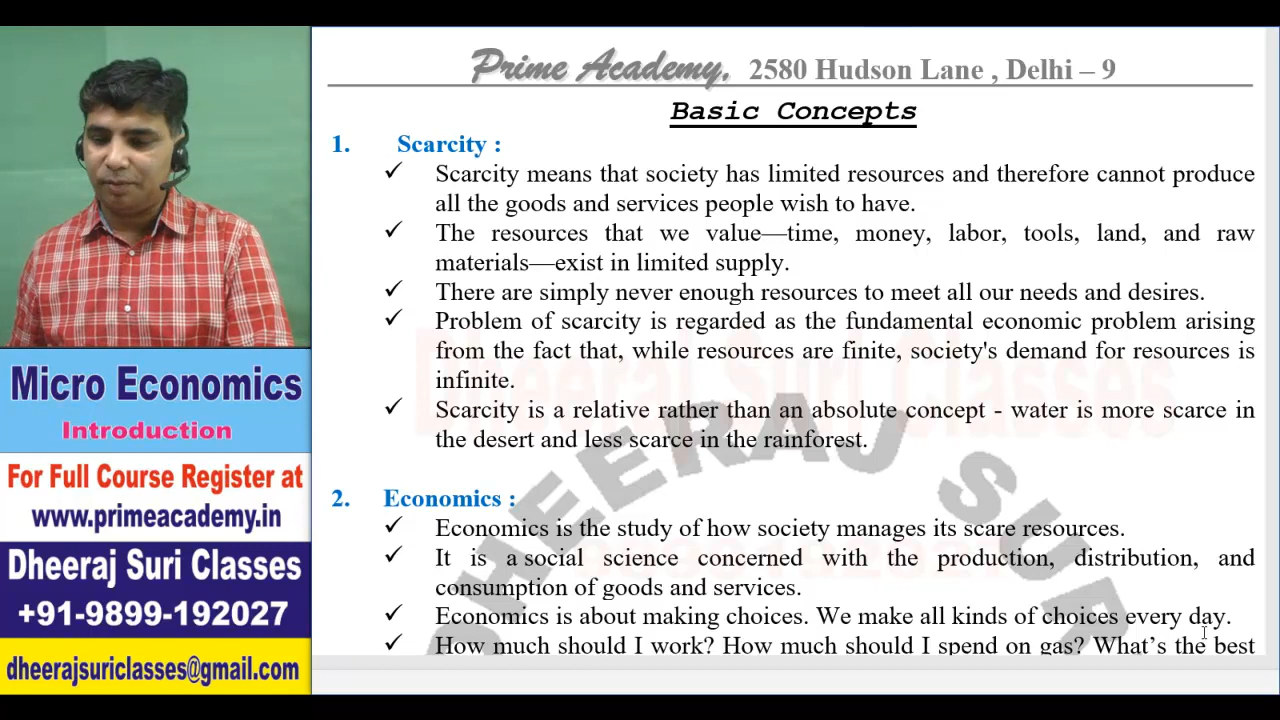 Prime Academy, 2580 Hudson Lane , Delhi – 9
Basic Concepts
1. Scarcity :
✓ Scarcity means that society has limited resources and therefore cannot produce
all the goods and services people wish to have.
✓ The resources that we value—time, money, labor, tools, land, and raw
materials—exist in limited supply.
✓ There are simply never enough resources to meet all our needs and desires.
✓ Problem of scarcity is regarded as the fundamental economic problem arising
from the fact that, while resources are finite, society's demand for resources is
infinite.
✓ Scarcity is a relative rather than an absolute concept - water is more scarce in
the desert and less scarce in the rainforest.
2. Economics :
✓ Economics is the study of how society manages its scare resources.
✓ It is a social science concerned with the production, distribution, and
consumption of goods and services.
✓ Economics is about making choices. We make all kinds of choices every day.
✓ How much should I work? How much should I spend on gas? What’s the best
Dheeraj Suri Classes
DHEERAJ SUR
Micro Economics
Introduction
For Full Course Register at
www.primeacademy.in
Dheeraj Suri Classes
+91-9899-192027
dheerajsuriclasses@gmail.com